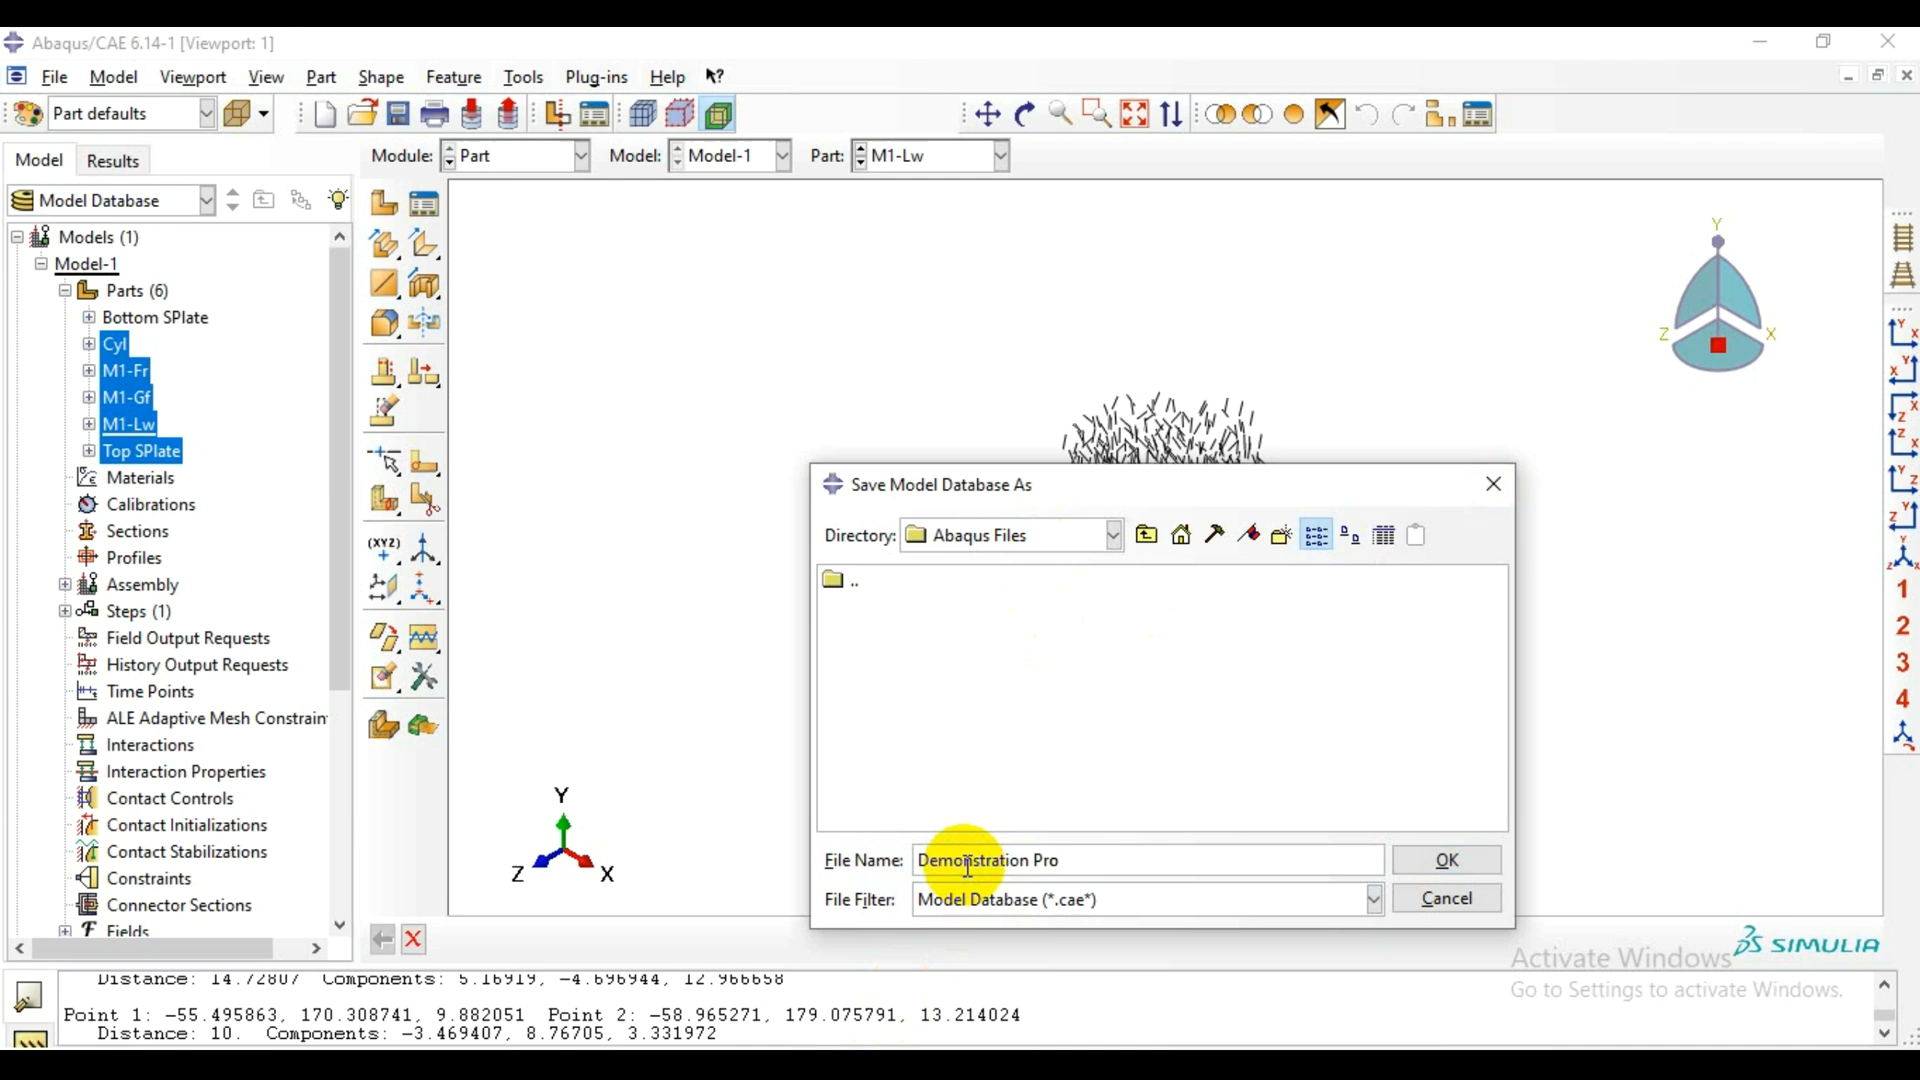 Abaqus/CAE 6.14-1 [Viewport: 1]
File Model Viewport View Part Shape Feature Tools Plug-ins Help
Part defaults
Model Results
Module: Part Model: Model-1 Part: M1-Lw
Model Database
Models (1)
Model-1
Parts (6)
Bottom SPlate
Cyl
M1-Fr
M1-Gf
M1-Lw
Top SPlate
Materials
Calibrations
Sections
Profiles
Assembly
Steps (1)
Field Output Requests
History Output Requests
Time Points
ALE Adaptive Mesh Constrain
Interactions
Interaction Properties
Contact Controls
Contact Initializations
Contact Stabilizations
Constraints
Connector Sections
Fields
(XYZ)
Y
Z X
Y
Z X
Save Model Database As
Directory: Abaqus Files
..
File Name: Demonstration Pro OK
File Filter: Model Database (*.cae*) Cancel
1
2
3
4
SIMULIA
Activate Windows
Go to Settings to activate Windows.
Distance: 14.72807 Components: 5.16919, -4.696944, 12.966658
Point 1: -55.495863, 170.308741, 9.882051 Point 2: -58.965271, 179.075791, 13.214024
Distance: 10. Components: -3.469407, 8.76705, 3.331972